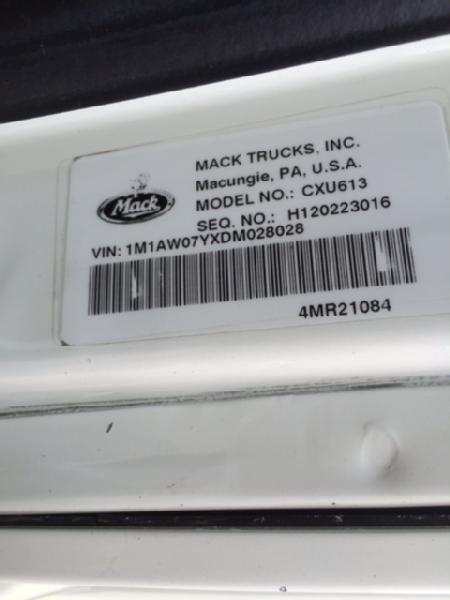 MACK TRUCKS, INC.
Macungie, PA, U.S.A.
MODEL NO.: CXU613
SEQ. NO.: H120223016
Mack
VIN: 1M1AW07YXDM028028
4MR21084